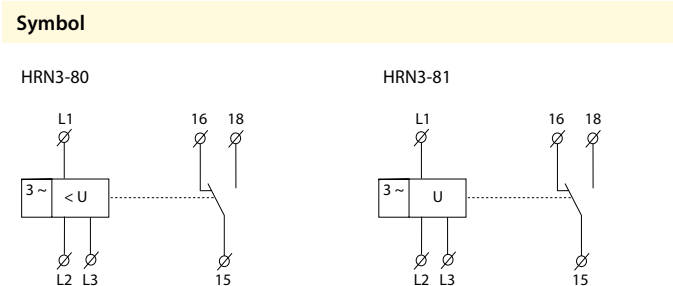 Symbol
HRN3-80 HRN3-81
L1 16 18 L1 16 18
3 ~ < U 3 ~ U
L2 L3 15 L2 L3 15